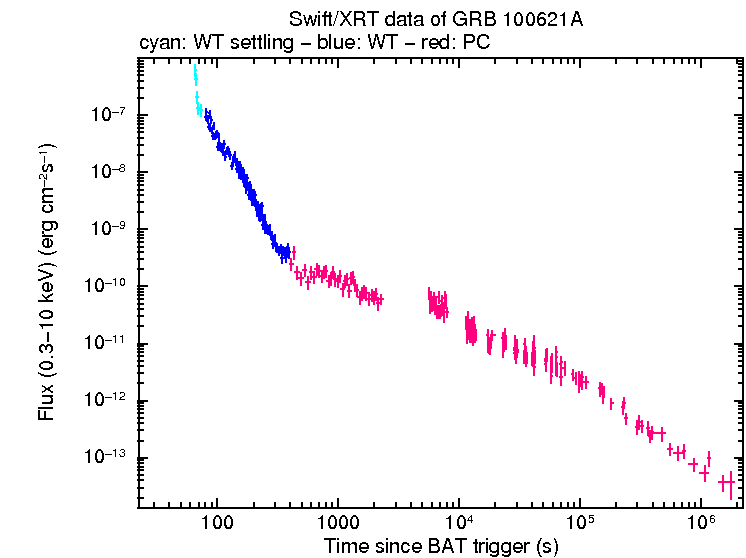 Swift/XRT data of GRB 100621A
cyan: WT settling – blue: WT – red: PC
10⁻⁷
10⁻⁸
10⁻⁹
10⁻¹⁰
10⁻¹¹
10⁻¹²
10⁻¹³
Flux (0.3–10 keV) (erg cm⁻²s⁻¹)
100 1000 10⁴ 10⁵ 10⁶
Time since BAT trigger (s)